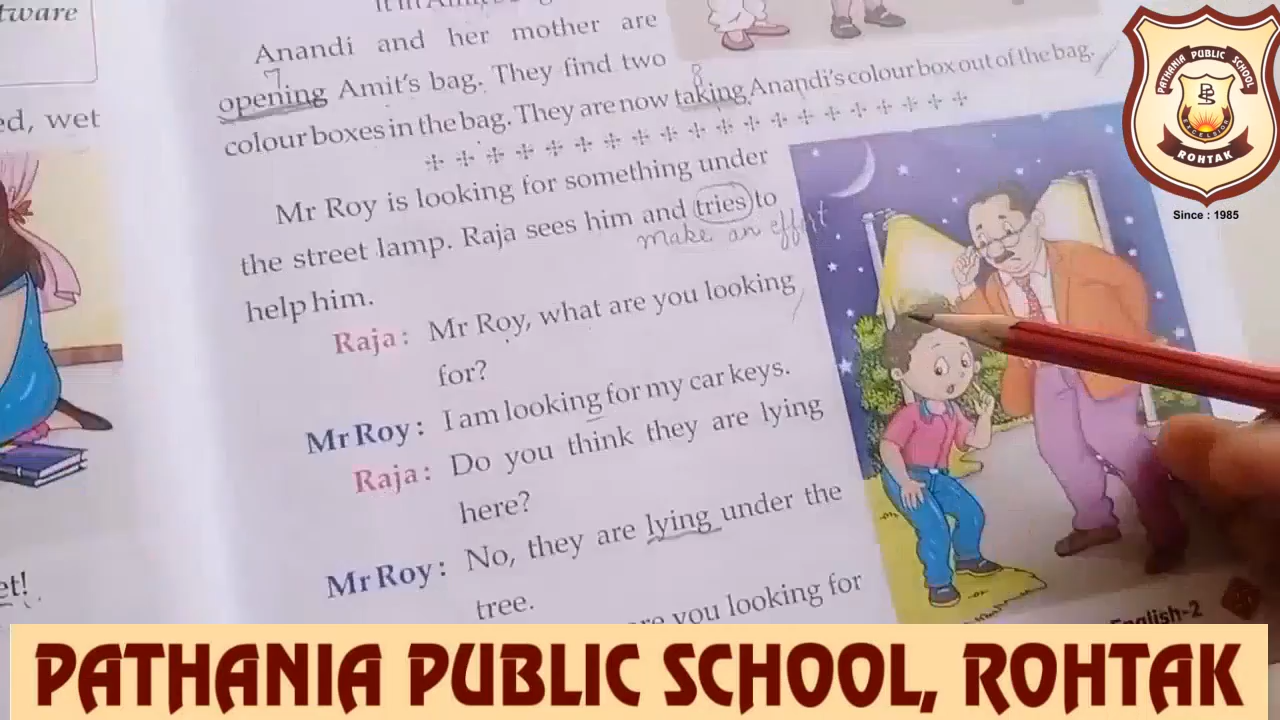 tware
ed, wet
et!
Anandi and her mother are
7
opening Amit's bag. They find two
8
colour boxes in the bag. They are now taking Anandi's colour box out of the bag.
Mr Roy is looking for something under
the street lamp. Raja sees him and tries to
make an effort
help him.
Raja: Mr Roy, what are you looking
for?
Mr Roy: I am looking for my car keys.
Raja: Do you think they are lying
here?
Mr Roy: No, they are lying under the
tree.
you looking for
English-2
PATHANIA PUBLIC SCHOOL
PPS
EXCELSIOR
ROHTAK
Since : 1985
PATHANIA PUBLIC SCHOOL, ROHTAK